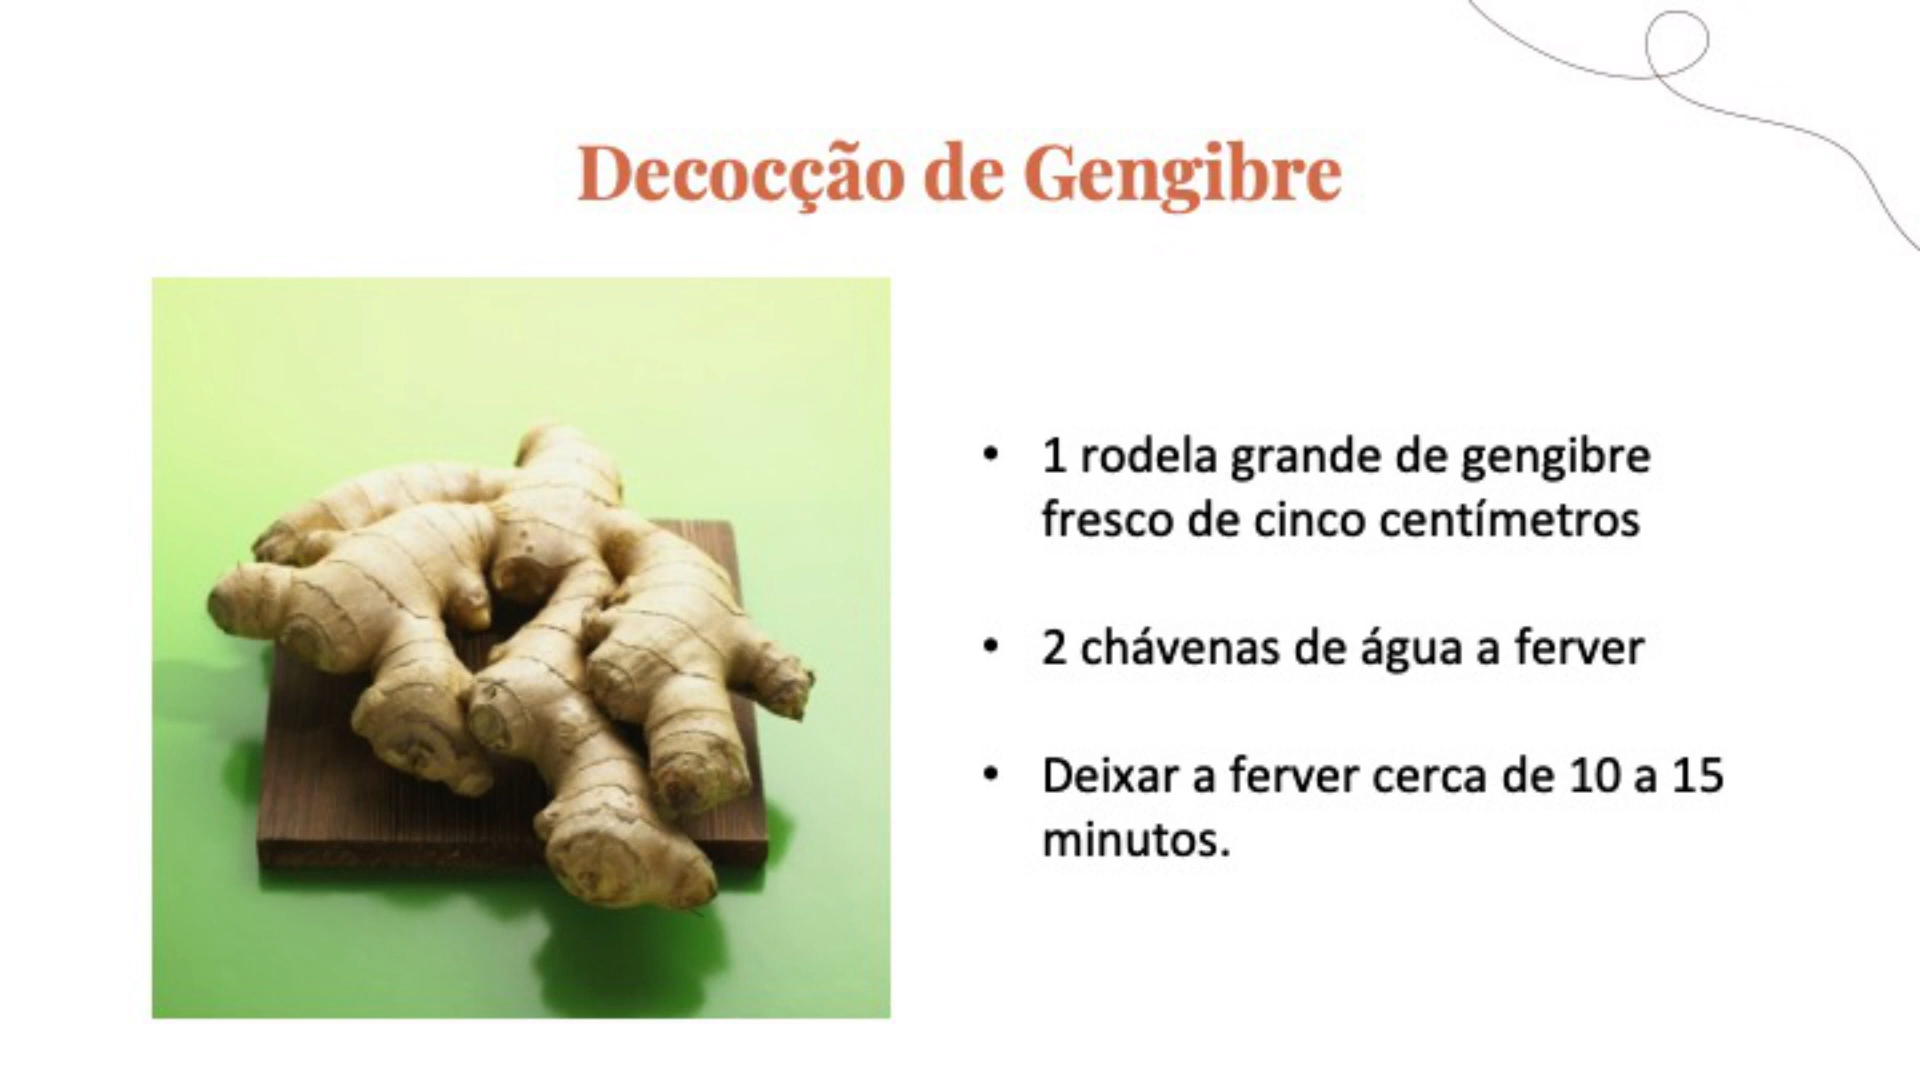 Decocção de Gengibre
• 1 rodela grande de gengibre
fresco de cinco centímetros
• 2 chávenas de água a ferver
• Deixar a ferver cerca de 10 a 15
minutos.